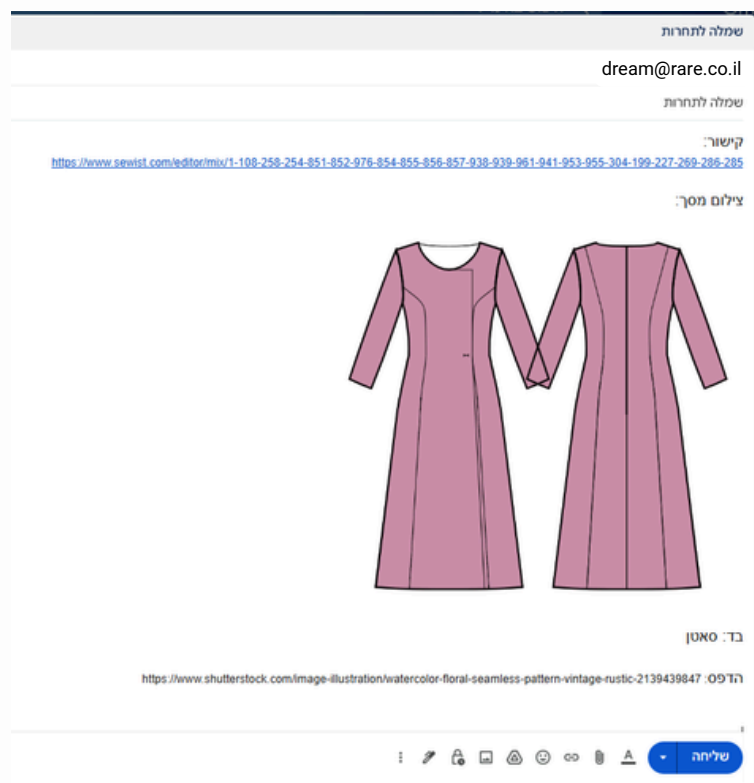 שמלה לתחרות
dream@rare.co.il
שמלה לתחרות
קישור:
https://www.sewist.com/editor/mix/1-108-258-254-851-852-976-854-855-856-857-938-939-961-941-953-955-304-199-227-269-286-285
צילום מסך:
בד: סאטן
הדפס: https://www.shutterstock.com/image-illustration/watercolor-floral-seamless-pattern-vintage-rustic-2139439847
שליחה